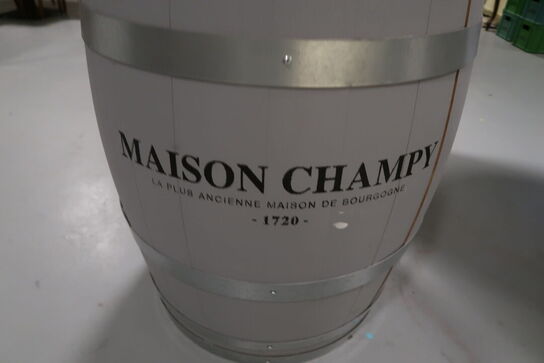 MAISON CHAMPY
LA PLUS ANCIENNE MAISON DE BOURGOGNE
- 1720 -